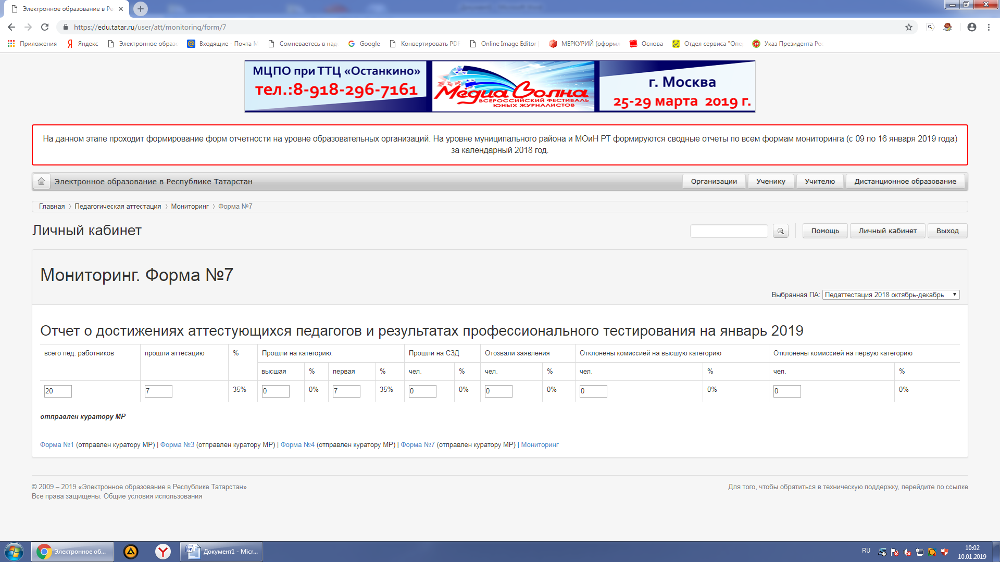 Электронное образование в Ре
https://edu.tatar.ru/user/att/monitoring/form/7
Приложения Яндекс Электронное образо Входящие - Почта М Сомневаетесь в над Google Конвертировать PDF Online Image Editor МЕРКУРИЙ (оформл Основа Отдел сервиса "Опе Указ Президента Рес
МЦПО при ТТЦ «Останкино»
тел.:8-918-296-7161
Медиа Волна
ВСЕРОССИЙСКИЙ ФЕСТИВАЛЬ
ЮНЫХ ЖУРНАЛИСТОВ
г. Москва
25-29 марта 2019 г.
На данном этапе проходит формирование форм отчетности на уровне образовательных организаций. На уровне муниципального района и МОиН РТ формируются сводные отчеты по всем формам мониторинга (с 09 по 16 января 2019 года)
за календарный 2018 год.
Электронное образование в Республике Татарстан Организации Ученику Учителю Дистанционное образование
Главная 〉 Педагогическая аттестация 〉 Мониторинг 〉 Форма №7
Личный кабинет Помощь Личный кабинет Выход
Мониторинг. Форма №7
Выбранная ПА: Педаттестация 2018 октябрь-декабрь
Отчет о достижениях аттестующихся педагогов и результатах профессионального тестирования на январь 2019
всего пед. работников прошли аттесацию % Прошли на категорию: Прошли на СЗД Отозвали заявления Отклонены комиссией на высшую категорию Отклонены комиссией на первую категорию
высшая % первая % чел. % чел. % чел. % чел. %
20 7 35% 0 0% 7 35% 0 0% 0 0% 0 0% 0 0%
отправлен куратору МР
Форма №1 (отправлен куратору МР) | Форма №3 (отправлен куратору МР) | Форма №4 (отправлен куратору МР) | Форма №7 (отправлен куратору МР) | Мониторинг
© 2009 – 2019 «Электронное образование в Республике Татарстан» Для того, чтобы обратиться в техническую поддержку, перейдите по ссылке
Все права защищены. Общие условия использования
Электронное об... Документ1 - Micr... RU 10:02
10.01.2019